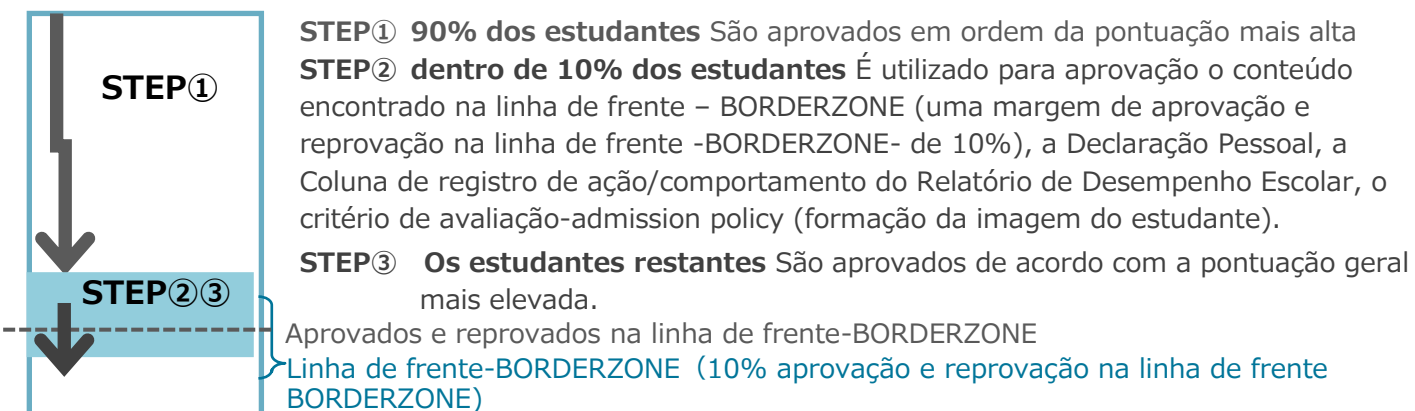 STEP①
STEP②③
STEP① 90% dos estudantes São aprovados em ordem da pontuação mais alta
STEP② dentro de 10% dos estudantes É utilizado para aprovação o conteúdo
encontrado na linha de frente – BORDERZONE (uma margem de aprovação e
reprovação na linha de frente -BORDERZONE- de 10%), a Declaração Pessoal, a
Coluna de registro de ação/comportamento do Relatório de Desempenho Escolar, o
critério de avaliação-admission policy (formação da imagem do estudante).
STEP③ Os estudantes restantes São aprovados de acordo com a pontuação geral
mais elevada.
Aprovados e reprovados na linha de frente-BORDERZONE
Linha de frente-BORDERZONE（10% aprovação e reprovação na linha de frente
BORDERZONE)